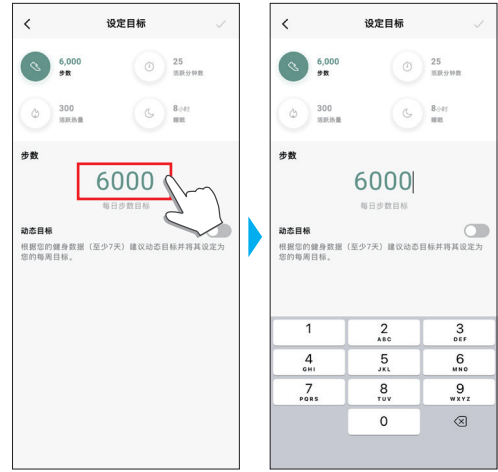 设定目标
6,000
步数
25
活跃分钟数
300
活跃热量
8小时
睡眠
步数
6000
每日步数目标
动态目标
根据您的健身数据（至少7天）建议动态目标并将其设定为
您的每周目标。
设定目标
6,000
步数
25
活跃分钟数
300
活跃热量
8小时
睡眠
步数
6000
每日步数目标
动态目标
根据您的健身数据（至少7天）建议动态目标并将其设定为
您的每周目标。
1 2 3
ABC DEF
4 5 6
GHI JKL MNO
7 8 9
PQRS TUV WXYZ
0